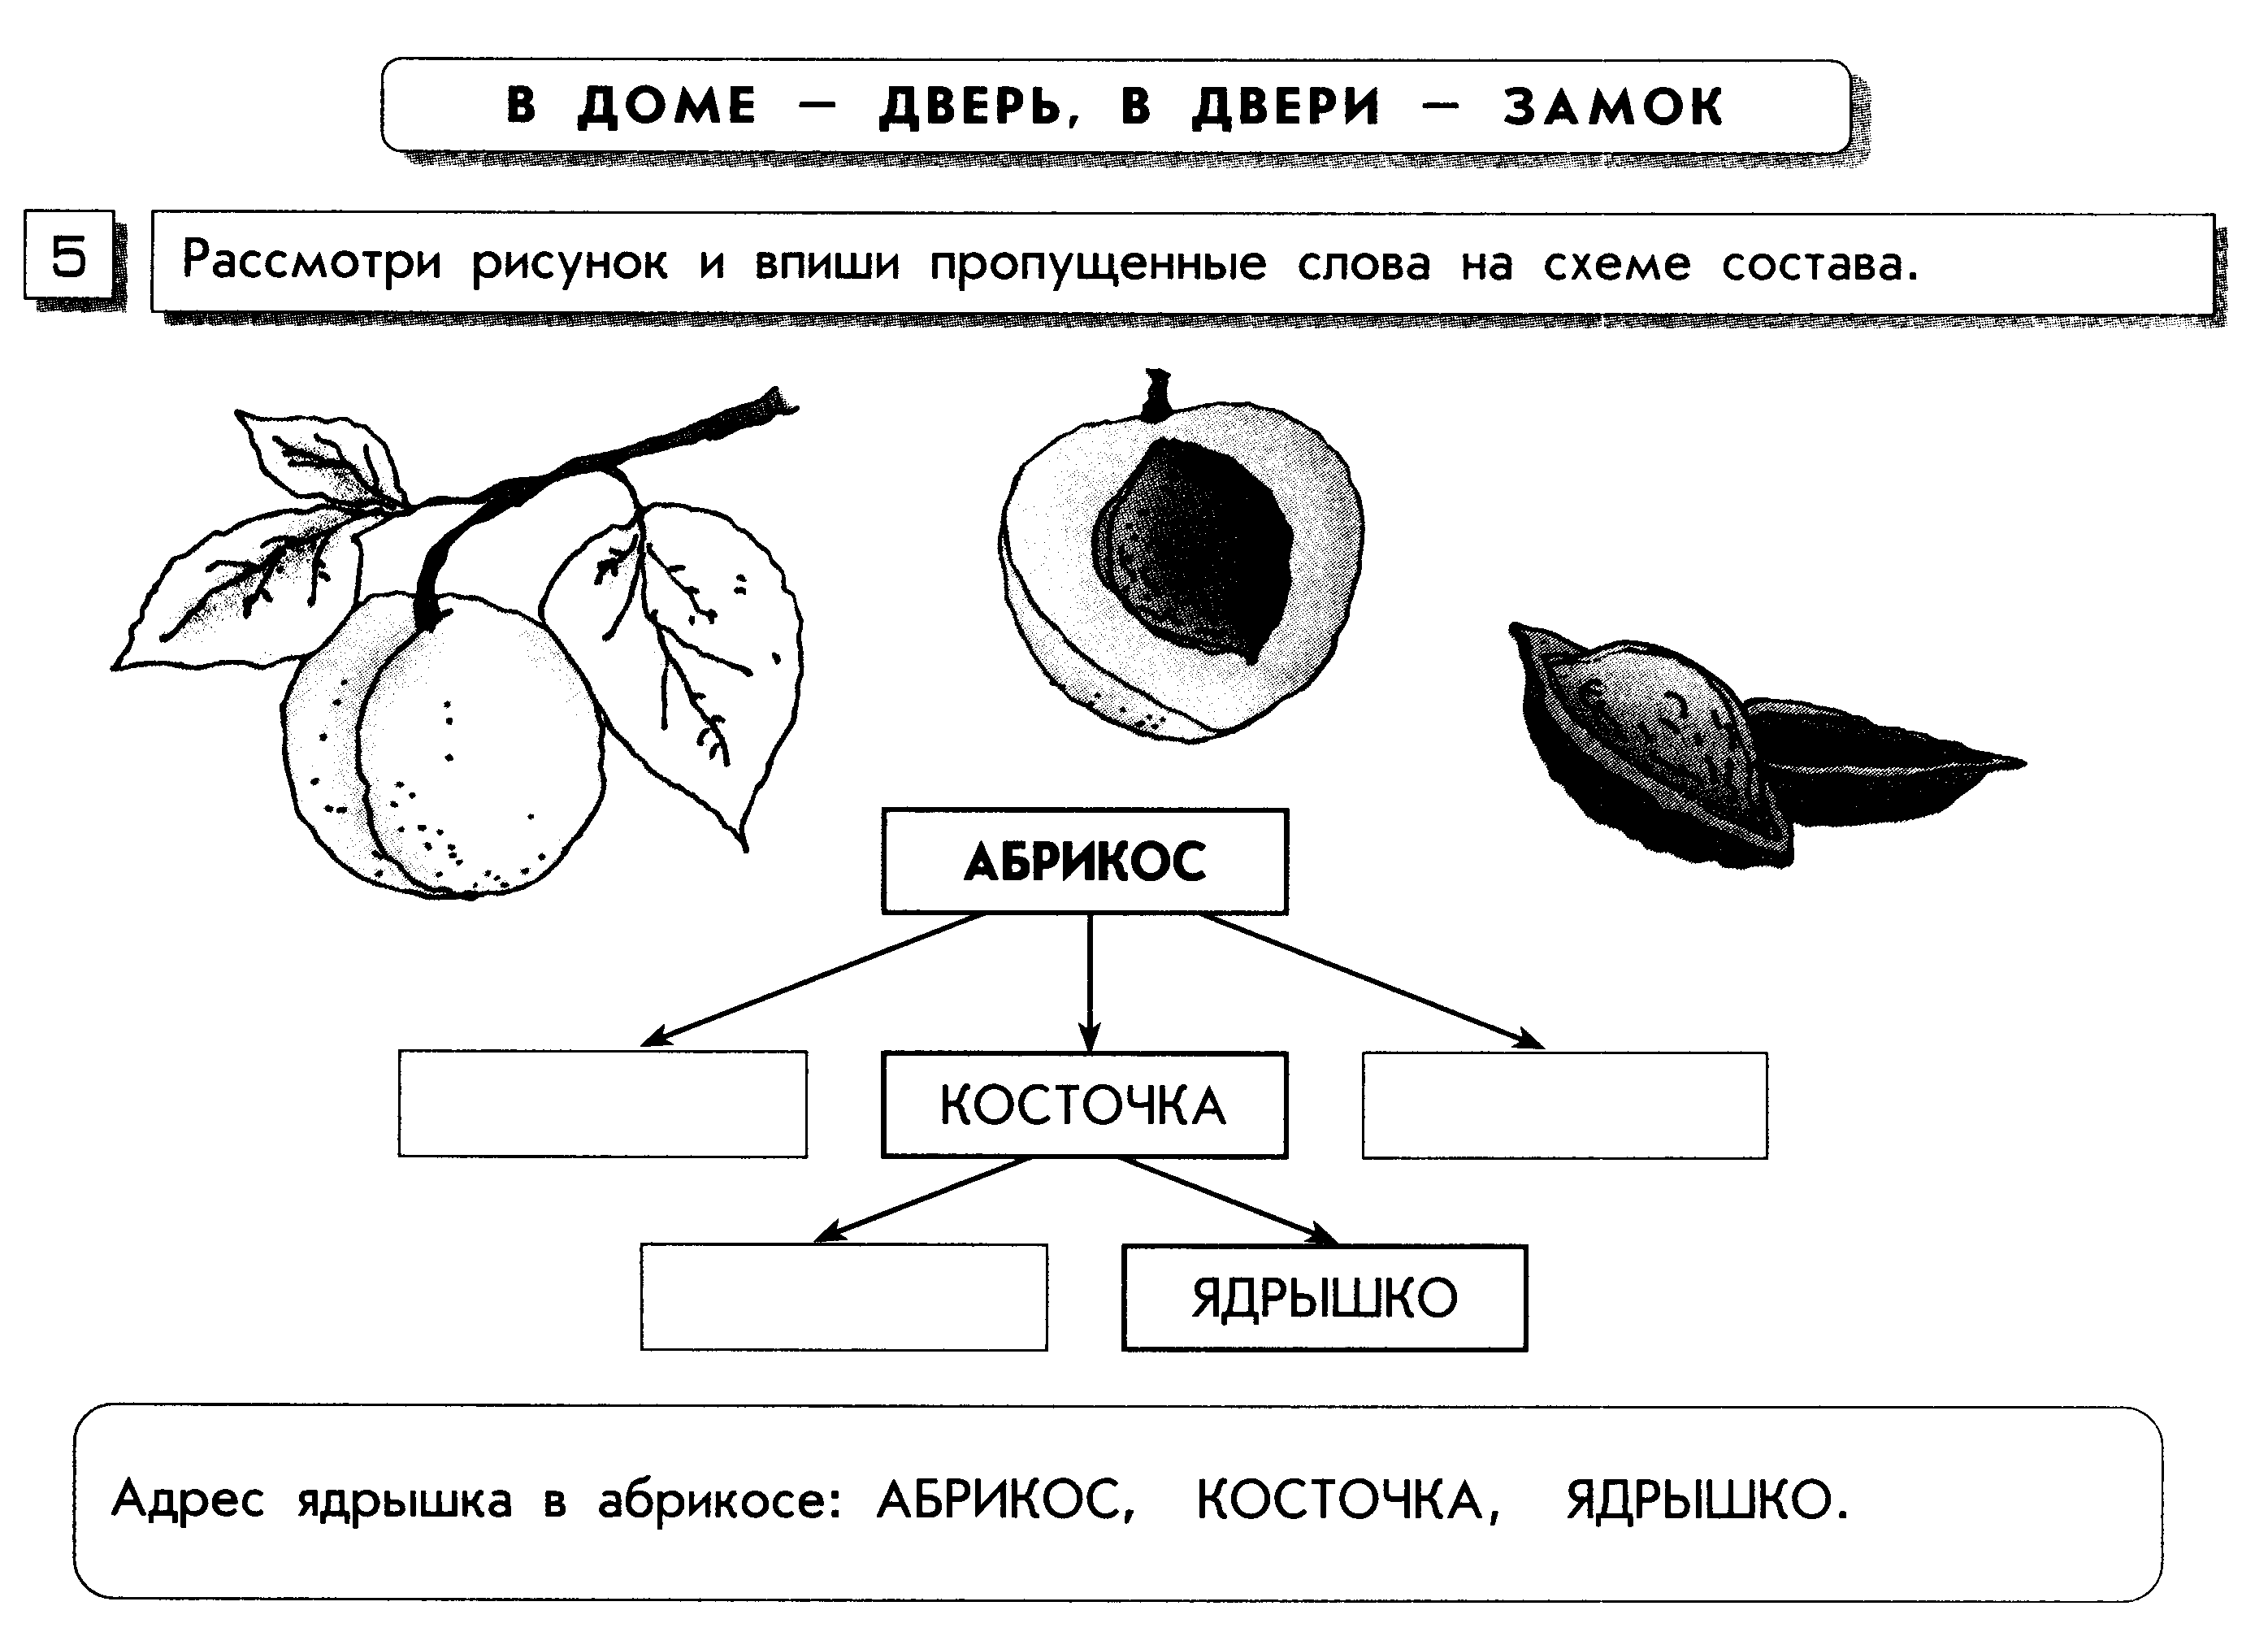 В ДОМЕ – ДВЕРЬ, В ДВЕРИ – ЗАМОК
5
Рассмотри рисунок и впиши пропущенные слова на схеме состава.
АБРИКОС
КОСТОЧКА
ЯДРЫШКО
Адрес ядрышка в абрикосе: АБРИКОС, КОСТОЧКА, ЯДРЫШКО.